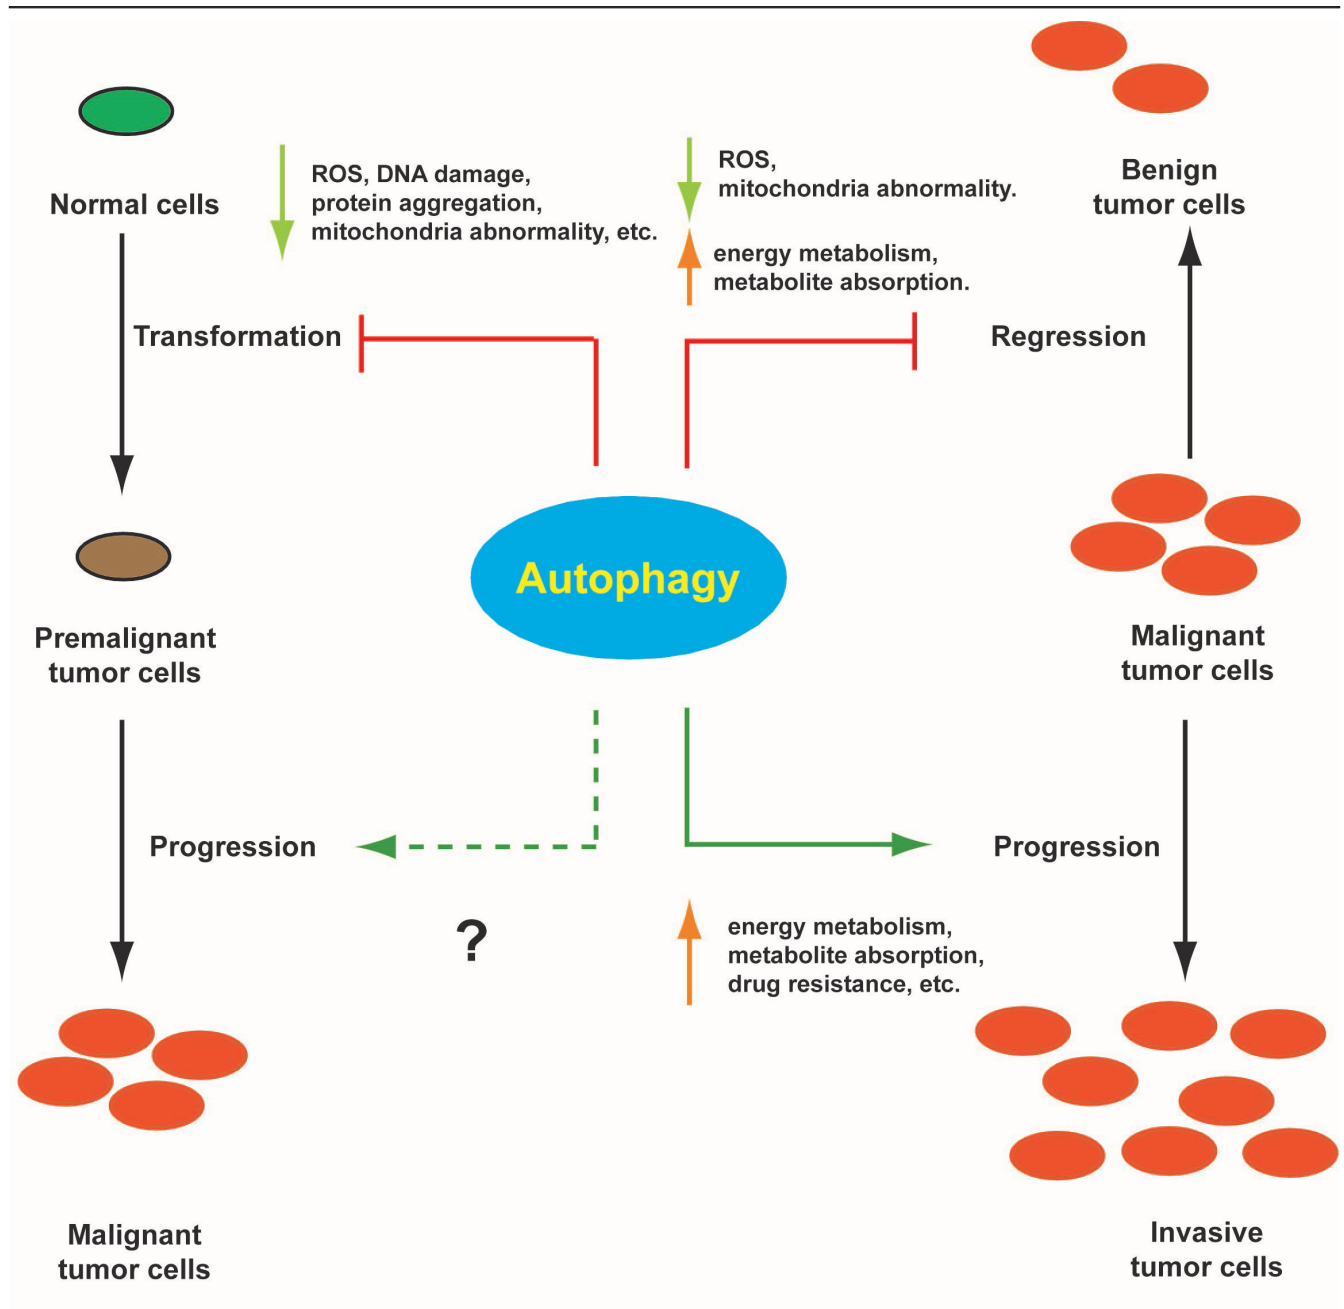 Normal cells
ROS, DNA damage,
protein aggregation,
mitochondria abnormality, etc.
ROS,
mitochondria abnormality.
energy metabolism,
metabolite absorption.
Benign
tumor cells
Transformation
Regression
Autophagy
Premalignant
tumor cells
Malignant
tumor cells
Progression
?
Progression
energy metabolism,
metabolite absorption,
drug resistance, etc.
Malignant
tumor cells
Invasive
tumor cells